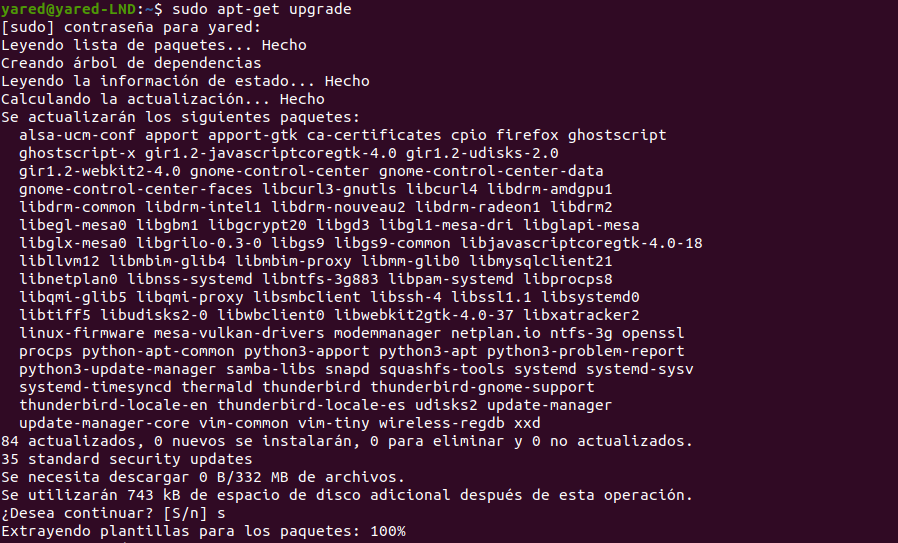 yared@yared-LND:~$ sudo apt-get upgrade
[sudo] contraseña para yared:
Leyendo lista de paquetes... Hecho
Creando árbol de dependencias
Leyendo la información de estado... Hecho
Calculando la actualización... Hecho
Se actualizarán los siguientes paquetes:
  alsa-ucm-conf apport apport-gtk ca-certificates cpio firefox ghostscript
  ghostscript-x gir1.2-javascriptcoregtk-4.0 gir1.2-udisks-2.0
  gir1.2-webkit2-4.0 gnome-control-center gnome-control-center-data
  gnome-control-center-faces libcurl3-gnutls libcurl4 libdrm-amdgpu1
  libdrm-common libdrm-intel1 libdrm-nouveau2 libdrm-radeon1 libdrm2
  libegl-mesa0 libgbm1 libgcrypt20 libgd3 libgl1-mesa-dri libglapi-mesa
  libglx-mesa0 libgrilo-0.3-0 libgs9 libgs9-common libjavascriptcoregtk-4.0-18
  libllvm12 libmbim-glib4 libmbim-proxy libmm-glib0 libmysqlclient21
  libnetplan0 libnss-systemd libntfs-3g883 libpam-systemd libprocps8
  libqmi-glib5 libqmi-proxy libsmbclient libssh-4 libssl1.1 libsystemd0
  libtiff5 libudisks2-0 libwbclient0 libwebkit2gtk-4.0-37 libxatracker2
  linux-firmware mesa-vulkan-drivers modemmanager netplan.io ntfs-3g openssl
  procps python-apt-common python3-apport python3-apt python3-problem-report
  python3-update-manager samba-libs snapd squashfs-tools systemd systemd-sysv
  systemd-timesyncd thermald thunderbird thunderbird-gnome-support
  thunderbird-locale-en thunderbird-locale-es udisks2 update-manager
  update-manager-core vim-common vim-tiny wireless-regdb xxd
84 actualizados, 0 nuevos se instalarán, 0 para eliminar y 0 no actualizados.
35 standard security updates
Se necesita descargar 0 B/332 MB de archivos.
Se utilizarán 743 kB de espacio de disco adicional después de esta operación.
¿Desea continuar? [S/n] s
Extrayendo plantillas para los paquetes: 100%